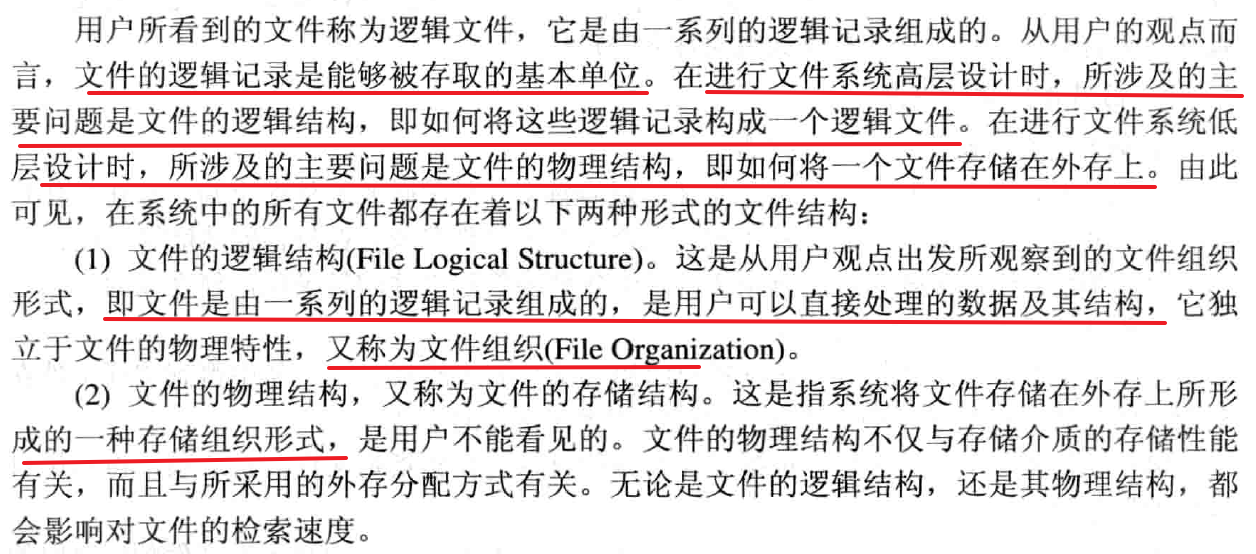 用户所看到的文件称为逻辑文件，它是由一系列的逻辑记录组成的。从用户的观点而
言，文件的逻辑记录是能够被存取的基本单位。在进行文件系统高层设计时，所涉及的主
要问题是文件的逻辑结构，即如何将这些逻辑记录构成一个逻辑文件。在进行文件系统低
层设计时，所涉及的主要问题是文件的物理结构，即如何将一个文件存储在外存上。由此
可见，在系统中的所有文件都存在着以下两种形式的文件结构：
(1) 文件的逻辑结构(File Logical Structure)。这是从用户观点出发所观察到的文件组织
形式，即文件是由一系列的逻辑记录组成的，是用户可以直接处理的数据及其结构，它独
立于文件的物理特性，又称为文件组织(File Organization)。
(2) 文件的物理结构，又称为文件的存储结构。这是指系统将文件存储在外存上所形
成的一种存储组织形式，是用户不能看见的。文件的物理结构不仅与存储介质的存储性能
有关，而且与所采用的外存分配方式有关。无论是文件的逻辑结构，还是其物理结构，都
会影响对文件的检索速度。